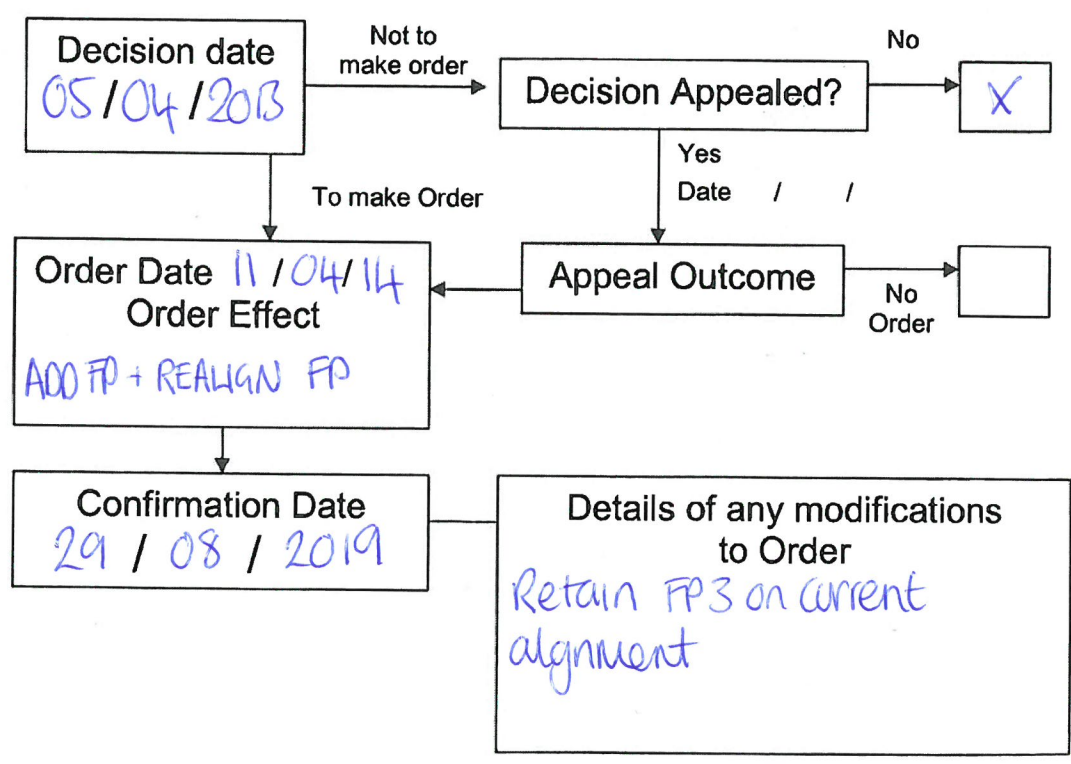 Decision date
05/04/2013
Not to
make order
Decision Appealed?
No
X
To make Order
Yes
Date / /
Order Date 11/04/14
Order Effect
ADD FP + REALIGN FP
Appeal Outcome
No
Order
Confirmation Date
29 / 08 / 2019
Details of any modifications
to Order
Retain FP3 on current
alignment